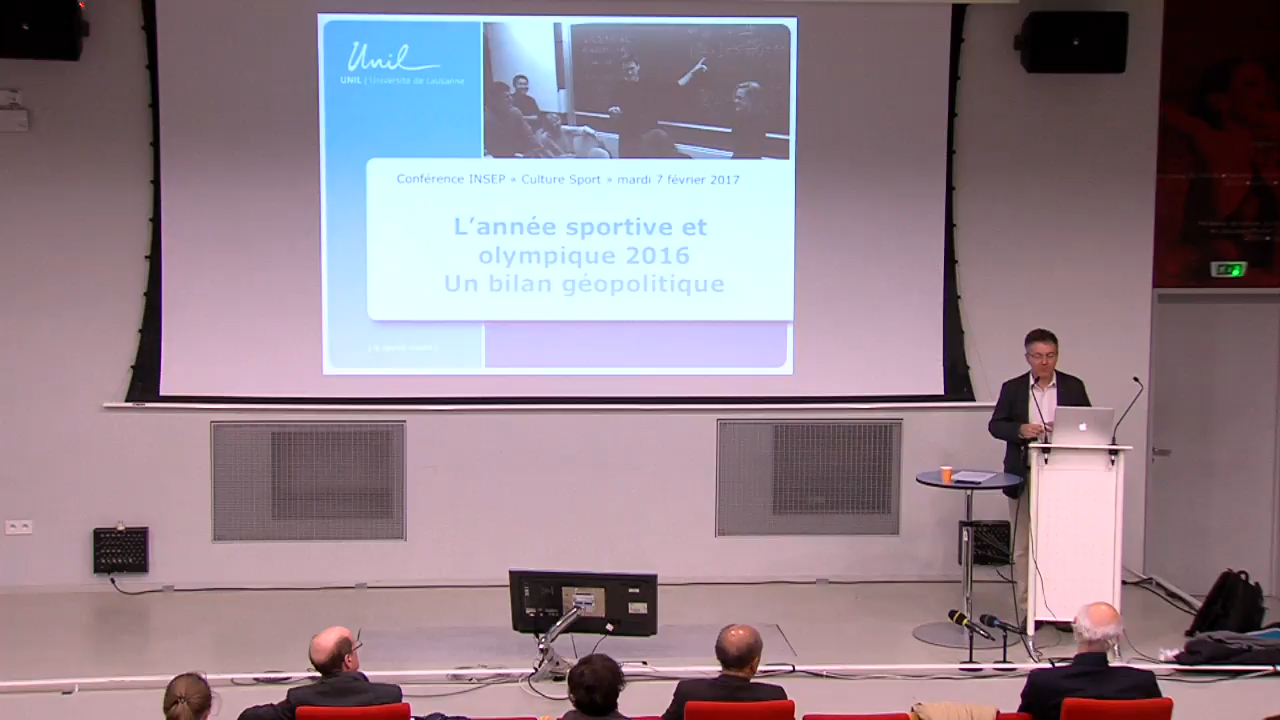 Unil
UNIL | Université de Lausanne
Conférence INSEP « Culture Sport » mardi 7 février 2017
L'année sportive et
olympique 2016
Un bilan géopolitique